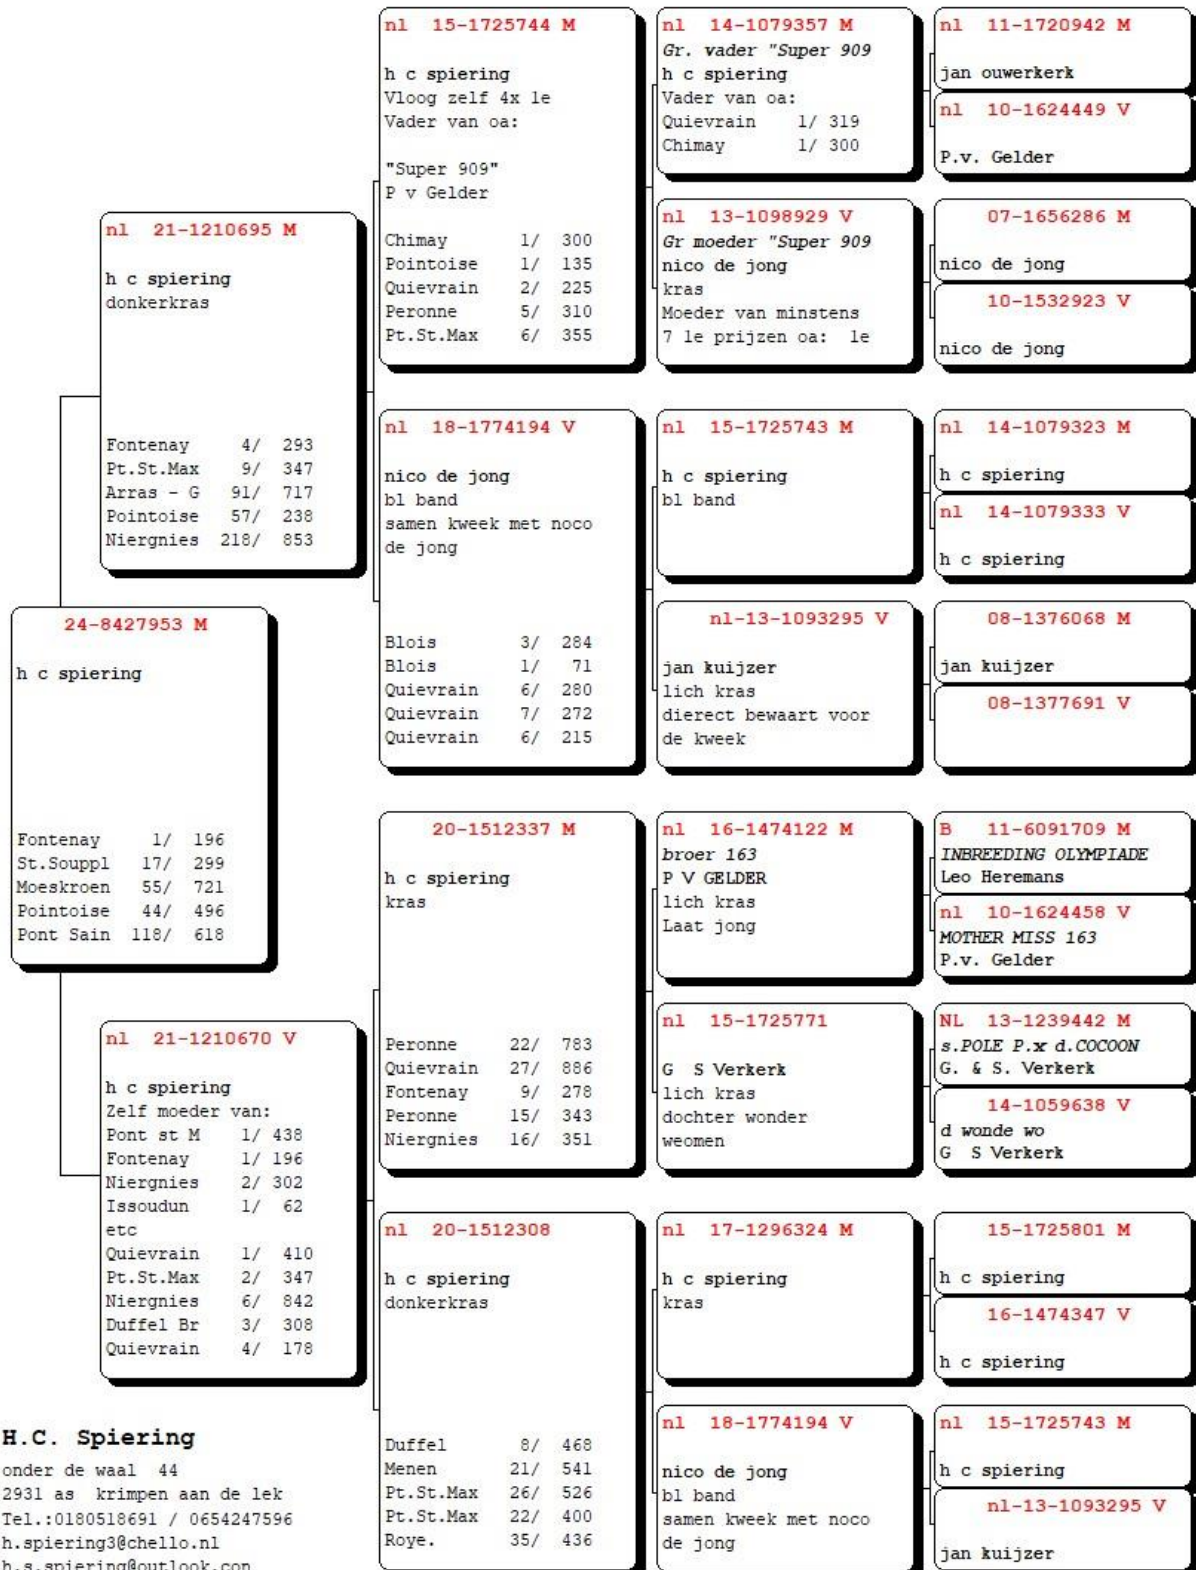 24-8427953 M
h c spiering
Fontenay 1/ 196
St.Souppl 17/ 299
Moeskroen 55/ 721
Pointoise 44/ 496
Pont Sain 118/ 618
nl 21-1210695 M
h c spiering
donkerkras
Fontenay 4/ 293
Pt.St.Max 9/ 347
Arras - G 91/ 717
Pointoise 57/ 238
Niergnies 218/ 853
nl 21-1210670 V
h c spiering
Zelf moeder van:
Pont st M 1/ 438
Fontenay 1/ 196
Niergnies 2/ 302
Issoudun 1/ 62
etc
Quievrain 1/ 410
Pt.St.Max 2/ 347
Niergnies 6/ 842
Duffel Br 3/ 308
Quievrain 4/ 178
nl 15-1725744 M
h c spiering
Vloog zelf 4x 1e
Vader van oa:
"Super 909"
P v Gelder
Chimay 1/ 300
Pointoise 1/ 135
Quievrain 2/ 225
Peronne 5/ 310
Pt.St.Max 6/ 355
nl 18-1774194 V
nico de jong
bl band
samen kweek met noco
de jong
Blois 3/ 284
Blois 1/ 71
Quievrain 6/ 280
Quievrain 7/ 272
Quievrain 6/ 215
20-1512337 M
h c spiering
kras
Peronne 22/ 783
Quievrain 27/ 886
Fontenay 9/ 278
Peronne 15/ 343
Niergnies 16/ 351
nl 20-1512308
h c spiering
donkerkras
Duffel 8/ 468
Menen 21/ 541
Pt.St.Max 26/ 526
Pt.St.Max 22/ 400
Roye. 35/ 436
nl 14-1079357 M
Gr. vader "Super 909
h c spiering
Vader van oa:
Quievrain 1/ 319
Chimay 1/ 300
nl 13-1098929 V
Gr moeder "Super 909
nico de jong
kras
Moeder van minstens
7 1e prijzen oa: 1e
nl 15-1725743 M
h c spiering
bl band
nl-13-1093295 V
jan kuijzer
lich kras
dierect bewaart voor
de kweek
nl 16-1474122 M
broer 163
P V GELDER
lich kras
Laat jong
nl 15-1725771
G S Verkerk
lich kras
dochter wonder
weomen
nl 17-1296324 M
h c spiering
kras
nl 18-1774194 V
nico de jong
bl band
samen kweek met noco
de jong
nl 11-1720942 M
jan ouwerkerk
nl 10-1624449 V
P.v. Gelder
07-1656286 M
nico de jong
10-1532923 V
nico de jong
nl 14-1079323 M
h c spiering
nl 14-1079333 V
h c spiering
08-1376068 M
jan kuijzer
08-1377691 V
B 11-6091709 M
INBREEDING OLYMPIADE
Leo Heremans
nl 10-1624458 V
MOTHER MISS 163
P.v. Gelder
NL 13-1239442 M
s.POLE P.x d.COCOON
G. & S. Verkerk
14-1059638 V
d wonde wo
G S Verkerk
15-1725801 M
h c spiering
16-1474347 V
h c spiering
nl 15-1725743 M
h c spiering
nl-13-1093295 V
jan kuijzer
H.C. Spiering
onder de waal 44
2931 as krimpen aan de lek
Tel.:0180518691 / 0654247596
h.spiering3@chello.nl
h.s.spiering@outlook.con